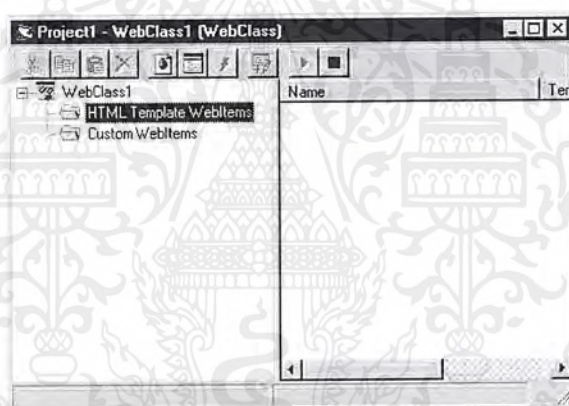 Project1 - WebClass1 (WebClass)
WebClass1
HTML Template WebItems
Custom WebItems
Name
Ter